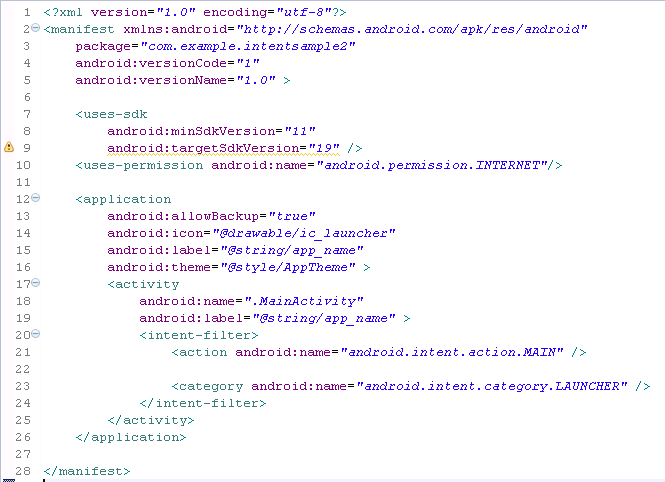 1 <?xml version="1.0" encoding="utf-8"?>
2 <manifest xmlns:android="http://schemas.android.com/apk/res/android"
3     package="com.example.intentsample2"
4     android:versionCode="1"
5     android:versionName="1.0" >
6
7     <uses-sdk
8         android:minSdkVersion="11"
9         android:targetSdkVersion="19" />
10     <uses-permission android:name="android.permission.INTERNET"/>
11
12     <application
13         android:allowBackup="true"
14         android:icon="@drawable/ic_launcher"
15         android:label="@string/app_name"
16         android:theme="@style/AppTheme" >
17         <activity
18             android:name=".MainActivity"
19             android:label="@string/app_name" >
20             <intent-filter>
21                 <action android:name="android.intent.action.MAIN" />
22
23                 <category android:name="android.intent.category.LAUNCHER" />
24             </intent-filter>
25         </activity>
26     </application>
27
28 </manifest>